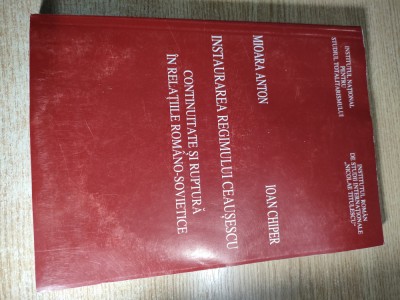 INSTITUTUL NAȚIONAL
PENTRU
STUDIUL TOTALITARISMULUI
INSTITUTUL ROMÂN
DE STUDII INTERNAȚIONALE
„NICOLAE TITULESCU”
MIOARA ANTON
IOAN CHIPER
INSTAURAREA REGIMULUI CEAUȘESCU
CONTINUITATE ȘI RUPTURĂ
ÎN RELAȚIILE ROMÂNO-SOVIETICE